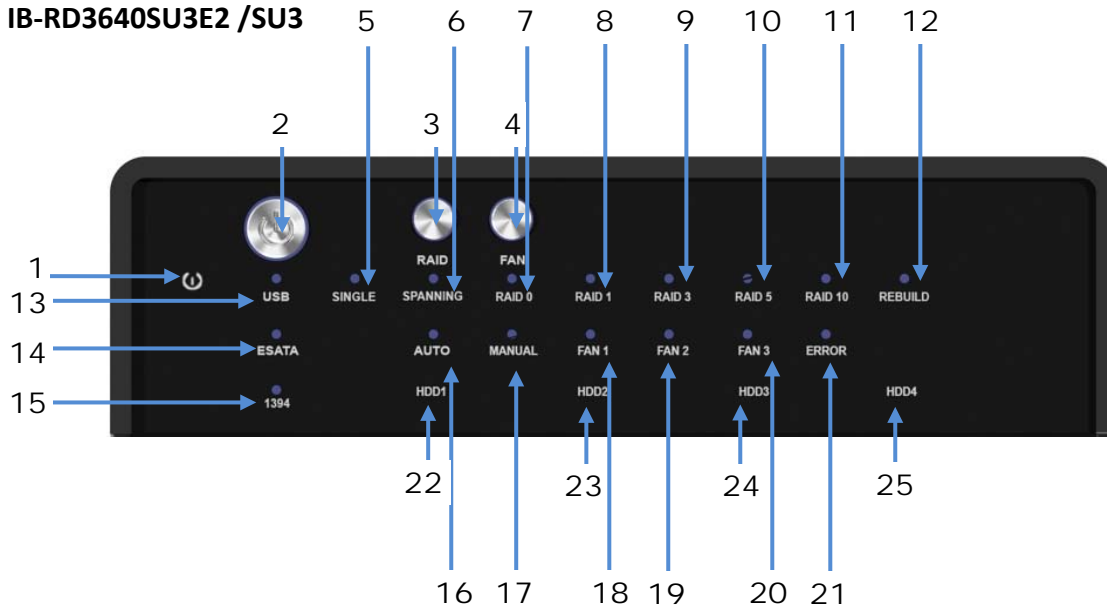 IB-RD3640SU3E2 /SU3
5 6 7 8 9 10 11 12
2 3 4
RAID FAN
1
13 USB SINGLE SPANNING RAID 0 RAID 1 RAID 3 RAID 5 RAID 10 REBUILD
14 ESATA AUTO MANUAL FAN 1 FAN 2 FAN 3 ERROR
15 1394 HDD1 HDD2 HDD3 HDD4
22 23 24 25
16 17 18 19 20 21